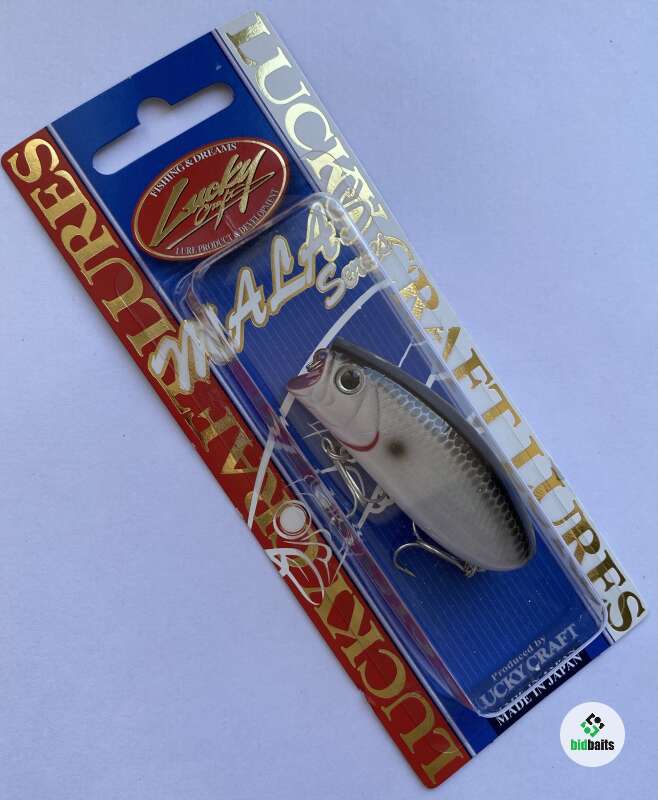 LUCKY CRAFT LURES
FISHING & DREAMS
Lucky
Craft
LURE PRODUCT & DEVELOPMENT
MALAS
Series
LUCKY CRAFT LURES
Produced by
LUCKY CRAFT
MADE IN JAPAN
bidbaits